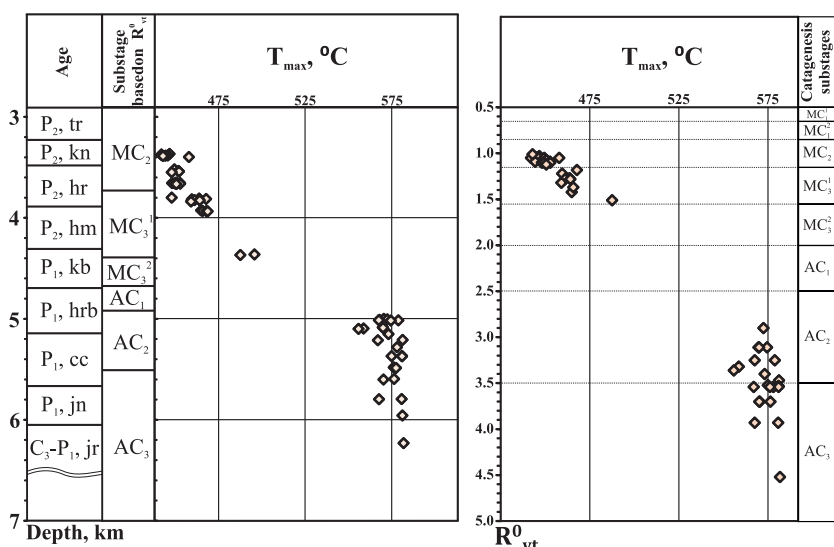 Age
Substage
basedon R⁰vt
Tmax, ⁰C
475 525 575
3
4
5
6
7
P₂, tr
P₂, kn
P₂, hr
P₂, hm
P₁, kb
P₁, hrb
P₁, cc
P₁, jn
C₃-P₁, jr
MC₂
MC₃¹
MC₃²
AC₁
AC₂
AC₃
Depth, km
Tmax, ⁰C
475 525 575
Catagenesis
substages
0.5
1.0
1.5
2.0
2.5
3.0
3.5
4.0
4.5
5.0
MC₁¹
MC₁²
MC₂
MC₃¹
MC₃²
AC₁
AC₂
AC₃
R⁰vt